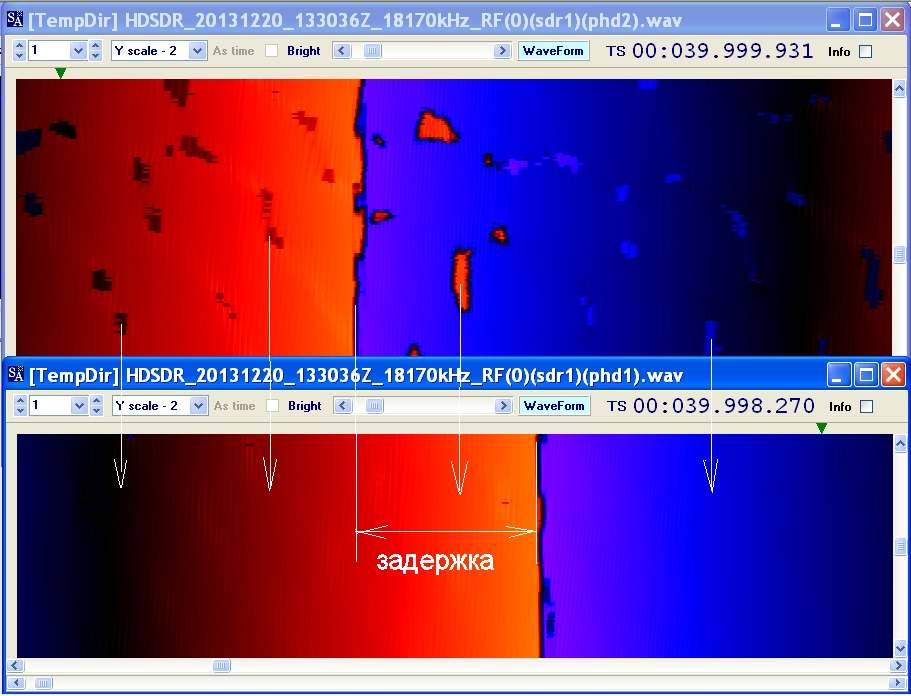 SA [TempDir] HDSDR_20131220_133036Z_18170kHz_RF(0)(sdr1)(phd2).wav
1 Y scale - 2 As time Bright WaveForm TS 00:039.999.931 Info
SA [TempDir] HDSDR_20131220_133036Z_18170kHz_RF(0)(sdr1)(phd1).wav
1 Y scale - 2 As time Bright WaveForm TS 00:039.998.270 Info
задержка